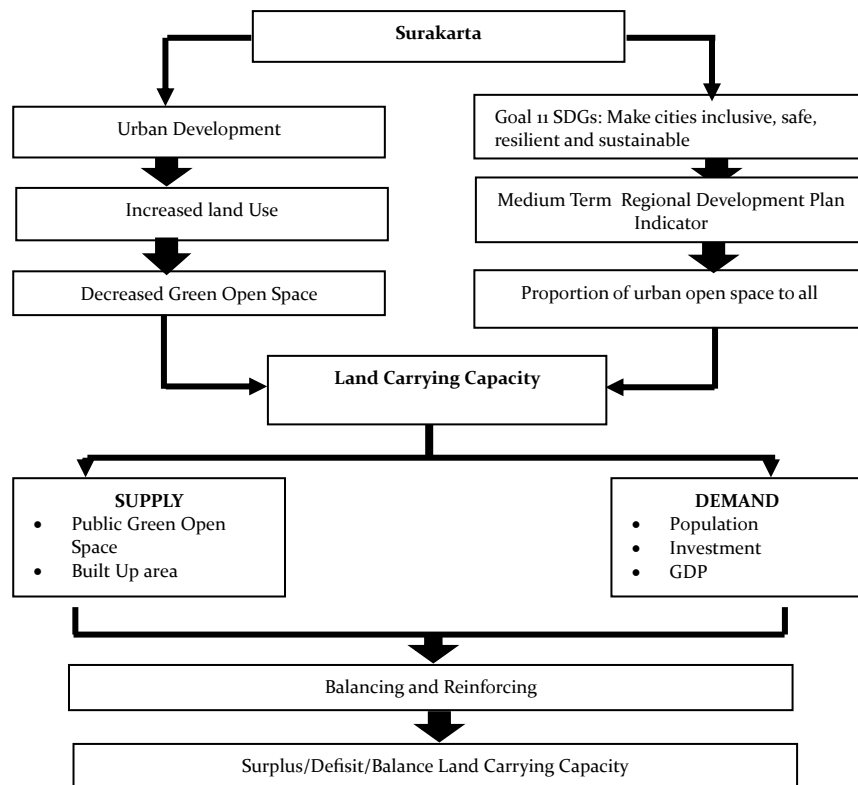 Surakarta
Urban Development
Goal 11 SDGs: Make cities inclusive, safe,
resilient and sustainable
Increased land Use
Medium Term Regional Development Plan
Indicator
Decreased Green Open Space
Proportion of urban open space to all
Land Carrying Capacity
SUPPLY
• Public Green Open
Space
• Built Up area
DEMAND
• Population
• Investment
• GDP
Balancing and Reinforcing
Surplus/Defisit/Balance Land Carrying Capacity